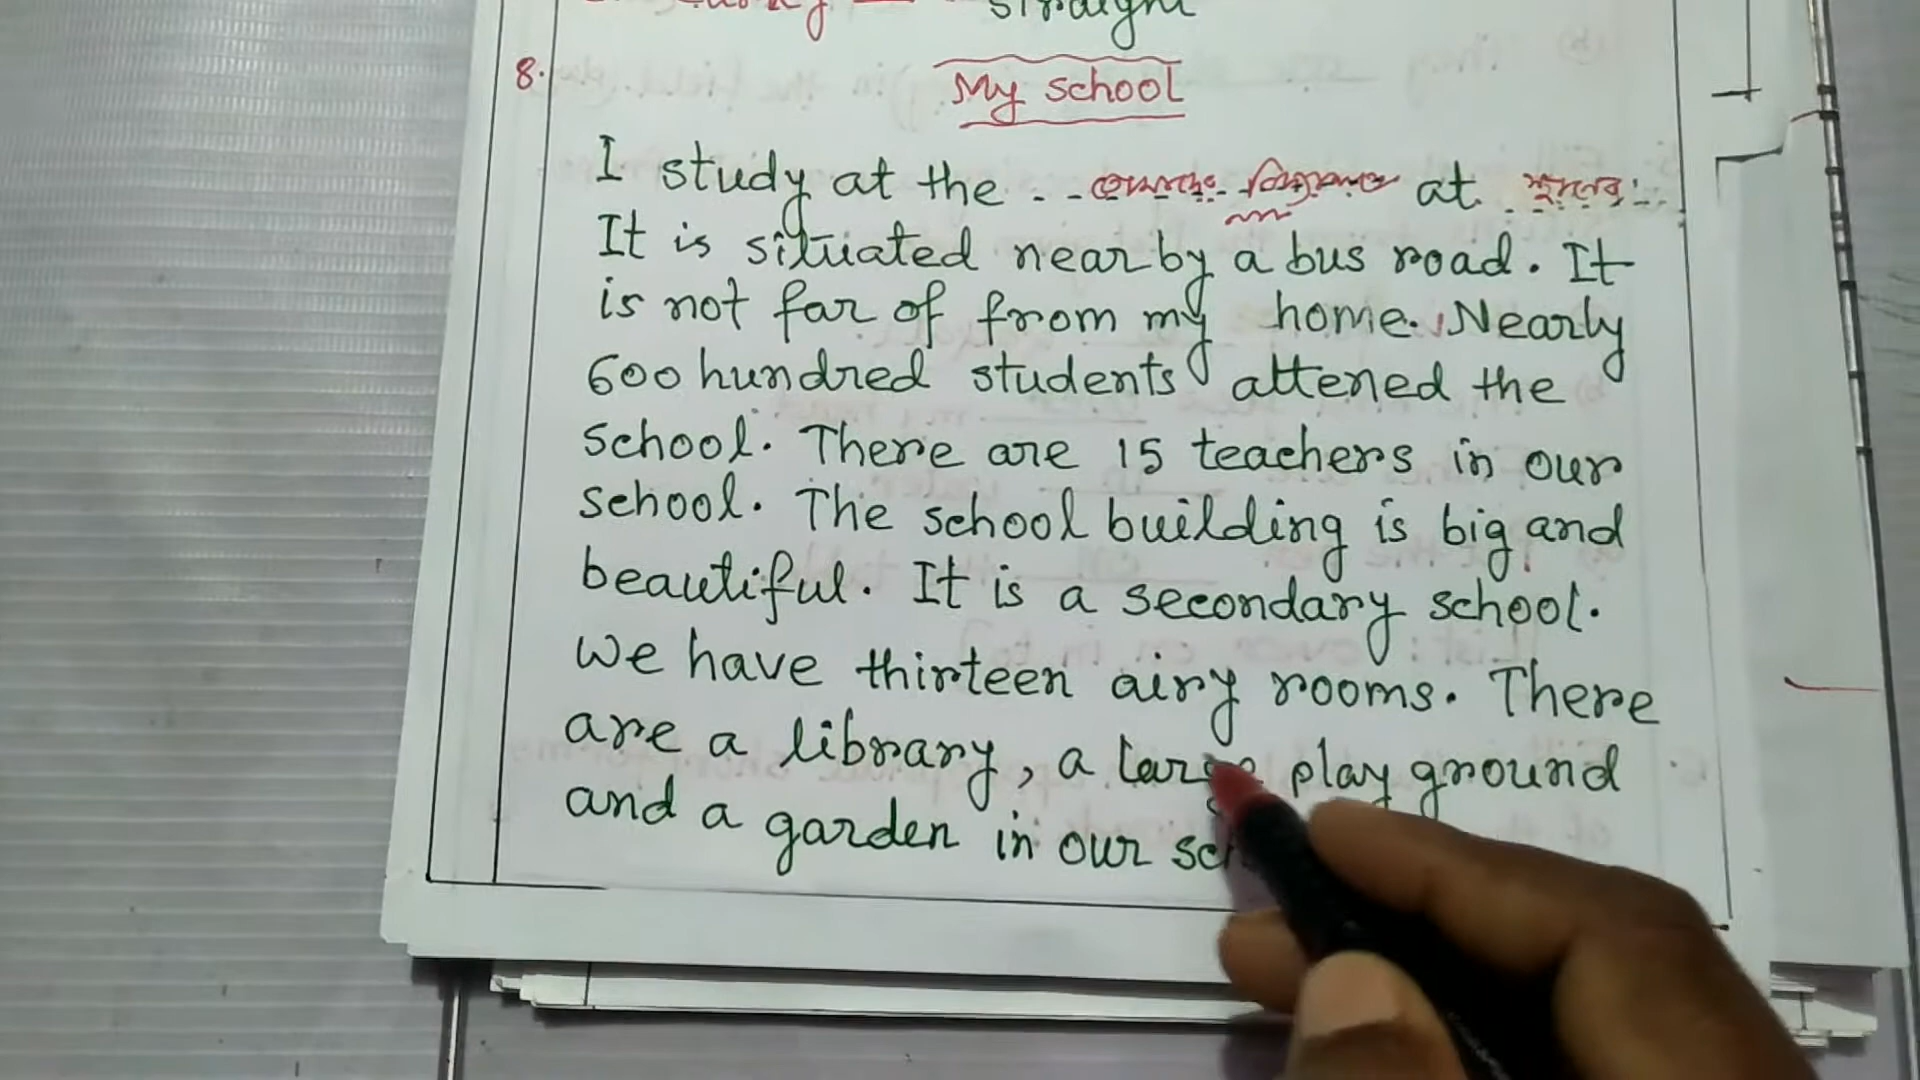 straight
8.
My school
I study at the . . তোমাদের বিদ্যালয় at .
It is situated nearby a bus road. It
is not far of from my home. Nearly
600 hundred students attened the
school. There are 15 teachers in our
school. The school building is big and
beautiful. It is a secondary school.
We have thirteen airy rooms. There
are a library, a large play ground
and a garden in our